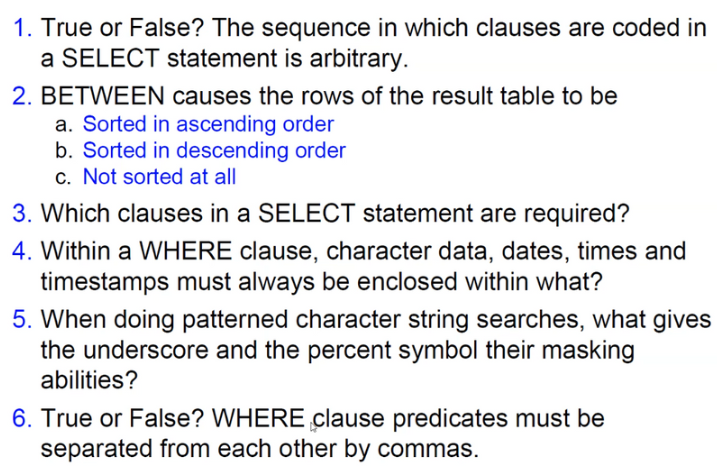 1. True or False? The sequence in which clauses are coded in
a SELECT statement is arbitrary.
2. BETWEEN causes the rows of the result table to be
a. Sorted in ascending order
b. Sorted in descending order
c. Not sorted at all
3. Which clauses in a SELECT statement are required?
4. Within a WHERE clause, character data, dates, times and
timestamps must always be enclosed within what?
5. When doing patterned character string searches, what gives
the underscore and the percent symbol their masking
abilities?
6. True or False? WHERE clause predicates must be
separated from each other by commas.